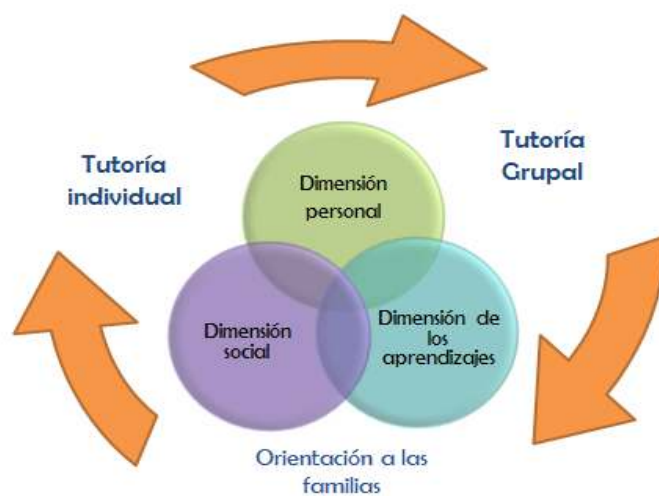 Tutoría
individual
Tutoría
Grupal
Dimensión
personal
Dimensión
social
Dimensión de
los
aprendizajes
Orientación a las
familias